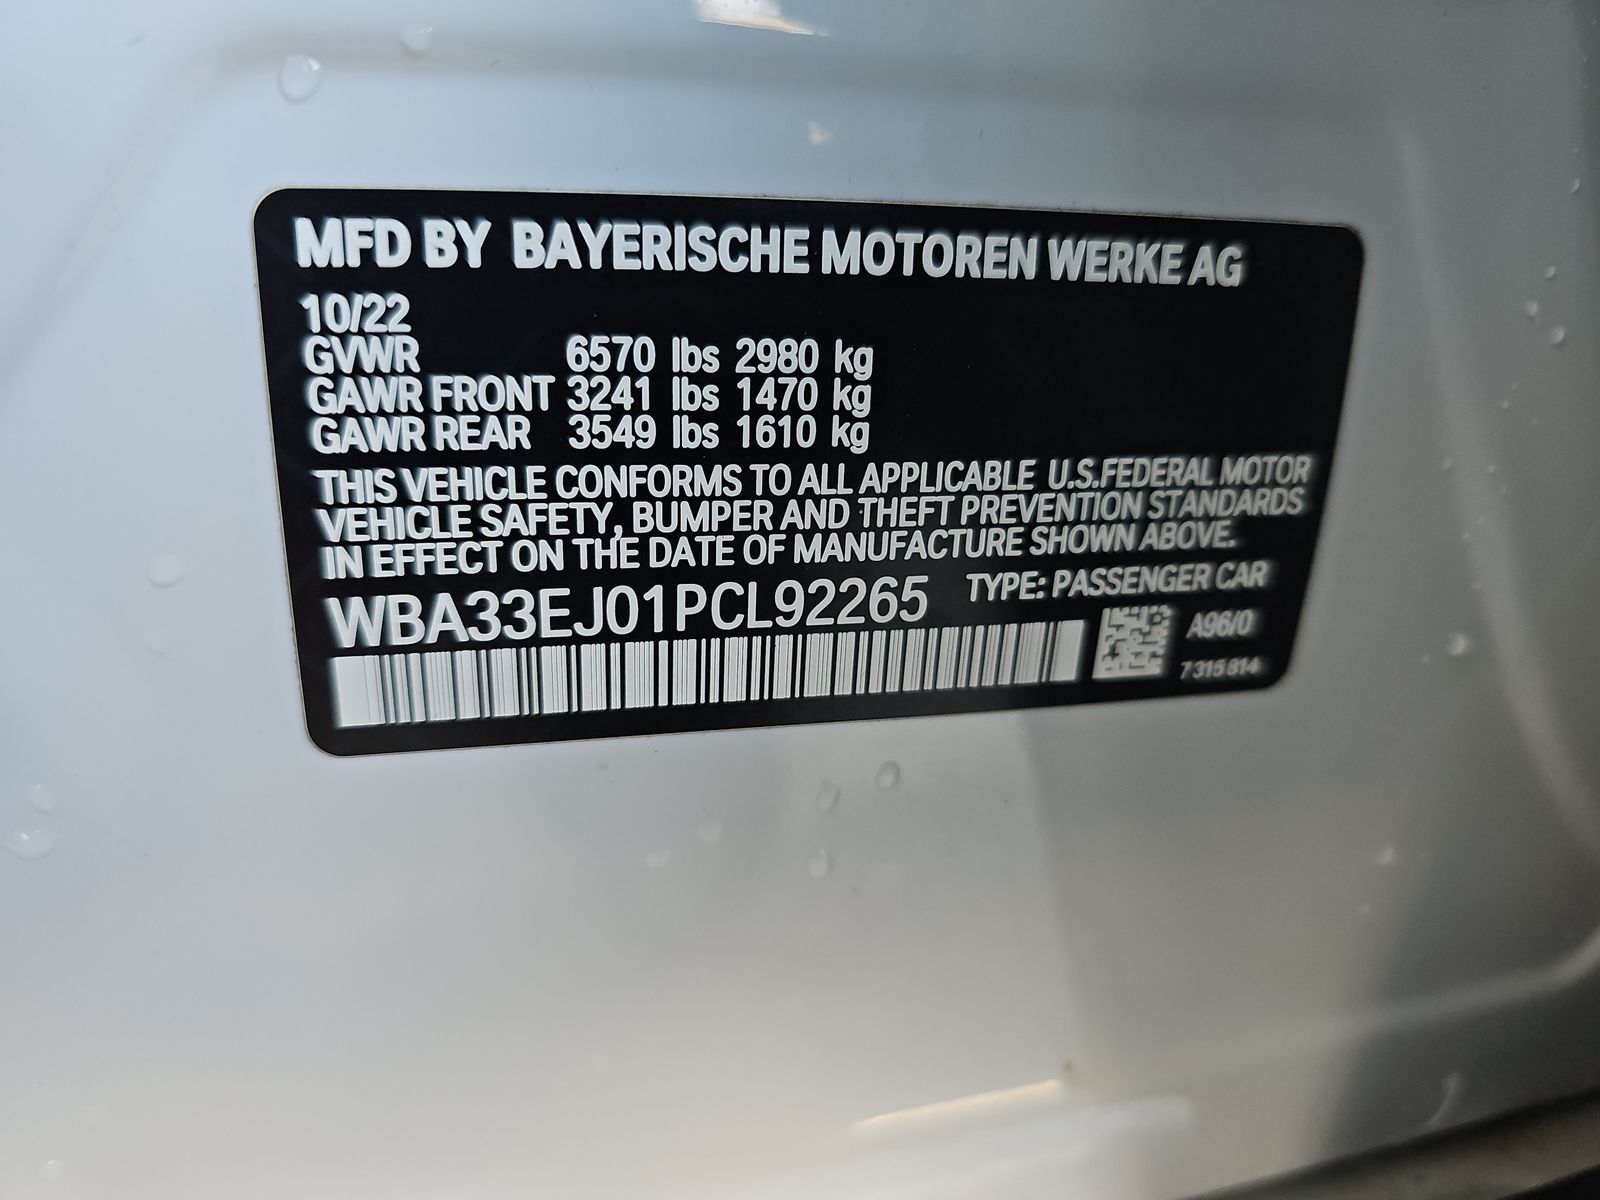 MFD BY BAYERISCHE MOTOREN WERKE AG
10/22
GVWR 6570 lbs 2980 kg
GAWR FRONT 3241 lbs 1470 kg
GAWR REAR 3549 lbs 1610 kg
THIS VEHICLE CONFORMS TO ALL APPLICABLE U.S.FEDERAL MOTOR
VEHICLE SAFETY, BUMPER AND THEFT PREVENTION STANDARDS
IN EFFECT ON THE DATE OF MANUFACTURE SHOWN ABOVE.
WBA33EJ01PCL92265 TYPE: PASSENGER CAR
A96/0
7 315 814